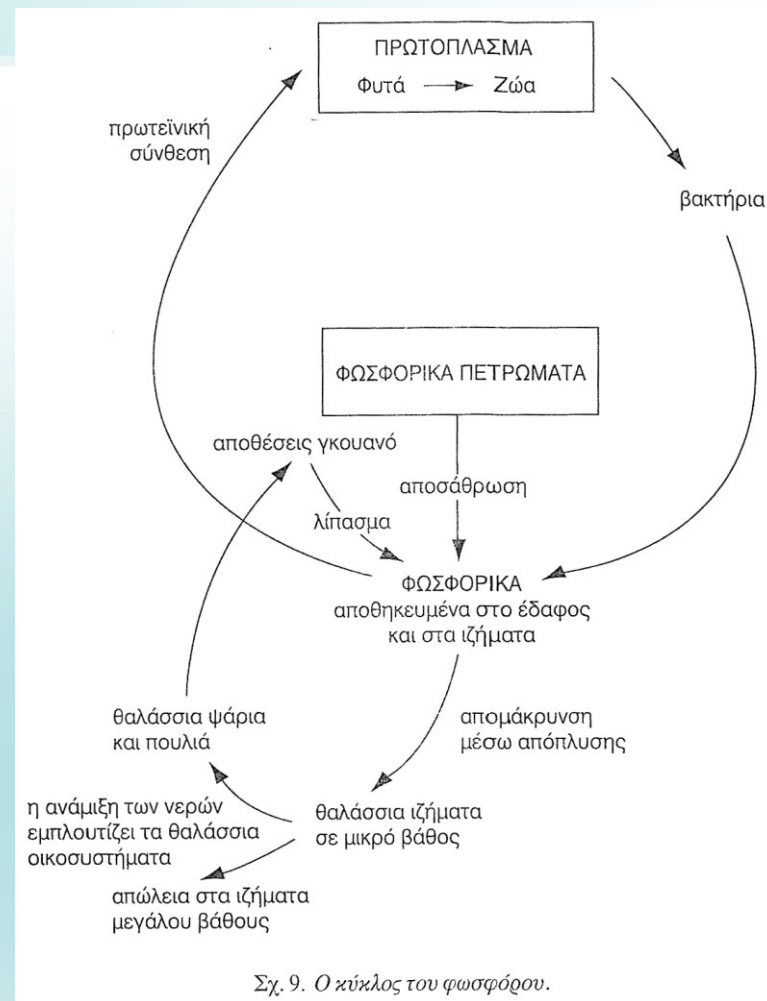 ΠΡΩΤΟΠΛΑΣΜΑ
Φυτά Ζώα
πρωτεϊνική
σύνθεση
βακτήρια
ΦΩΣΦΟΡΙΚΑ ΠΕΤΡΩΜΑΤΑ
αποθέσεις γκουανό
αποσάθρωση
λίπασμα
ΦΩΣΦΟΡΙΚΑ
αποθηκευμένα στο έδαφος
και στα ιζήματα
θαλάσσια ψάρια
και πουλιά
απομάκρυνση
μέσω απόπλυσης
η ανάμιξη των νερών
εμπλουτίζει τα θαλάσσια
οικοσυστήματα
θαλάσσια ιζήματα
σε μικρό βάθος
απώλεια στα ιζήματα
μεγάλου βάθους
Σχ. 9. Ο κύκλος του φωσφόρου.